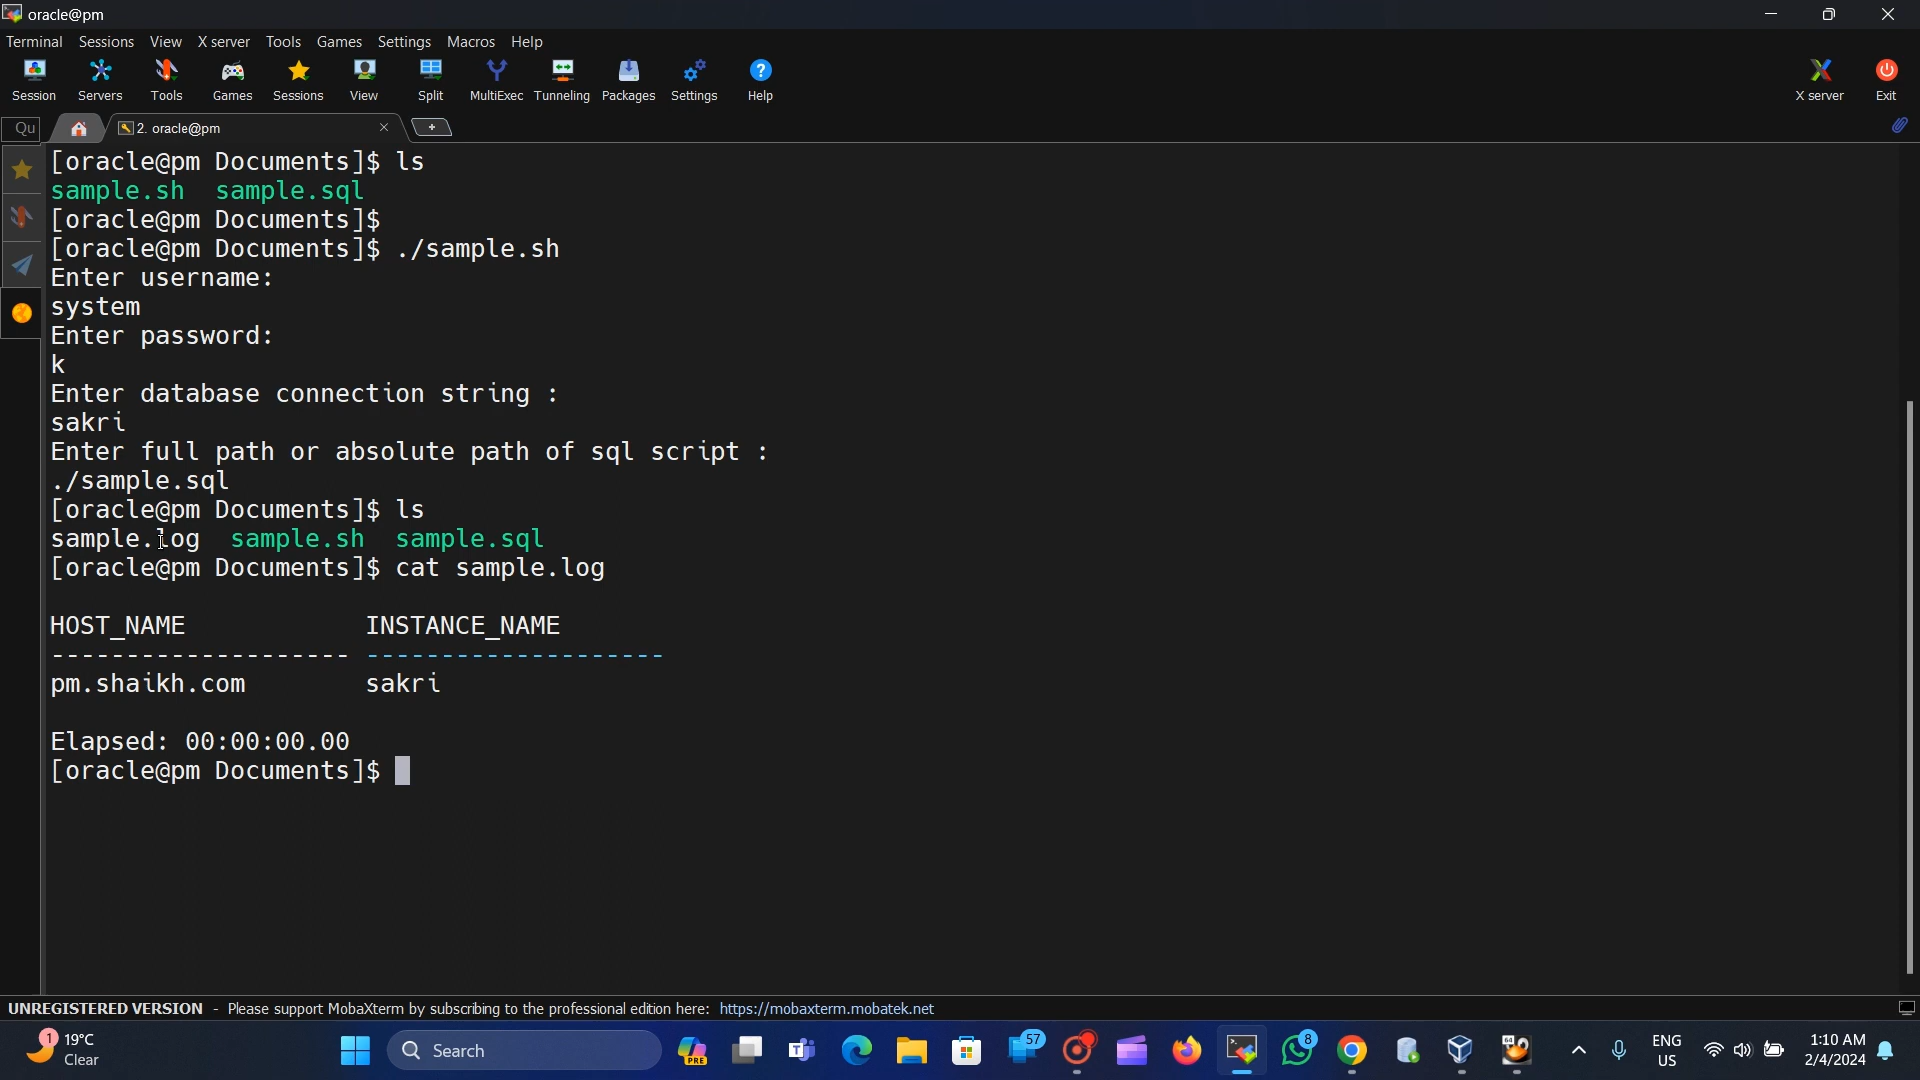 oracle@pm
Terminal Sessions View X server Tools Games Settings Macros Help
Session Servers Tools Games Sessions View Split MultiExec Tunneling Packages Settings Help X server Exit
Qu 2. oracle@pm
[oracle@pm Documents]$ ls
sample.sh  sample.sql
[oracle@pm Documents]$
[oracle@pm Documents]$ ./sample.sh
Enter username:
system
Enter password:
k
Enter database connection string :
sakri
Enter full path or absolute path of sql script :
./sample.sql
[oracle@pm Documents]$ ls
sample.log  sample.sh  sample.sql
[oracle@pm Documents]$ cat sample.log
HOST_NAME            INSTANCE_NAME
-------------------- --------------------
pm.shaikh.com        sakri
Elapsed: 00:00:00.00
[oracle@pm Documents]$
UNREGISTERED VERSION - Please support MobaXterm by subscribing to the professional edition here: https://mobaxterm.mobatek.net
1 19°C
Clear
Search
PRE
57
8
64
ENG
US
1:10 AM
2/4/2024